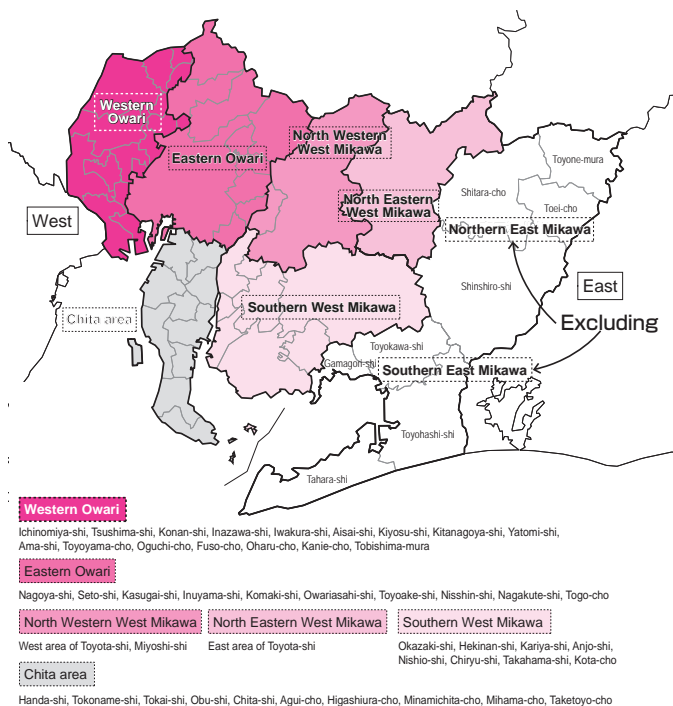 Western
Owari
Eastern Owari
North Western
West Mikawa
Toyone-mura
Shitara-cho
North Eastern
West Mikawa
Toei-cho
West
Northern East Mikawa
Shinshiro-shi
East
Southern West Mikawa
Chita area
Excluding
Toyokawa-shi
Gamagori-shi
Southern East Mikawa
Toyohashi-shi
Tahara-shi
Western Owari
Ichinomiya-shi, Tsushima-shi, Konan-shi, Inazawa-shi, Iwakura-shi, Aisai-shi, Kiyosu-shi, Kitanagoya-shi, Yatomi-shi,
Ama-shi, Toyoyama-cho, Oguchi-cho, Fuso-cho, Oharu-cho, Kanie-cho, Tobishima-mura
Eastern Owari
Nagoya-shi, Seto-shi, Kasugai-shi, Inuyama-shi, Komaki-shi, Owariasahi-shi, Toyoake-shi, Nisshin-shi, Nagakute-shi, Togo-cho
North Western West Mikawa
North Eastern West Mikawa
Southern West Mikawa
West area of Toyota-shi, Miyoshi-shi
East area of Toyota-shi
Okazaki-shi, Hekinan-shi, Kariya-shi, Anjo-shi,
Nishio-shi, Chiryu-shi, Takahama-shi, Kota-cho
Chita area
Handa-shi, Tokoname-shi, Tokai-shi, Obu-shi, Chita-shi, Agui-cho, Higashiura-cho, Minamichita-cho, Mihama-cho, Taketoyo-cho